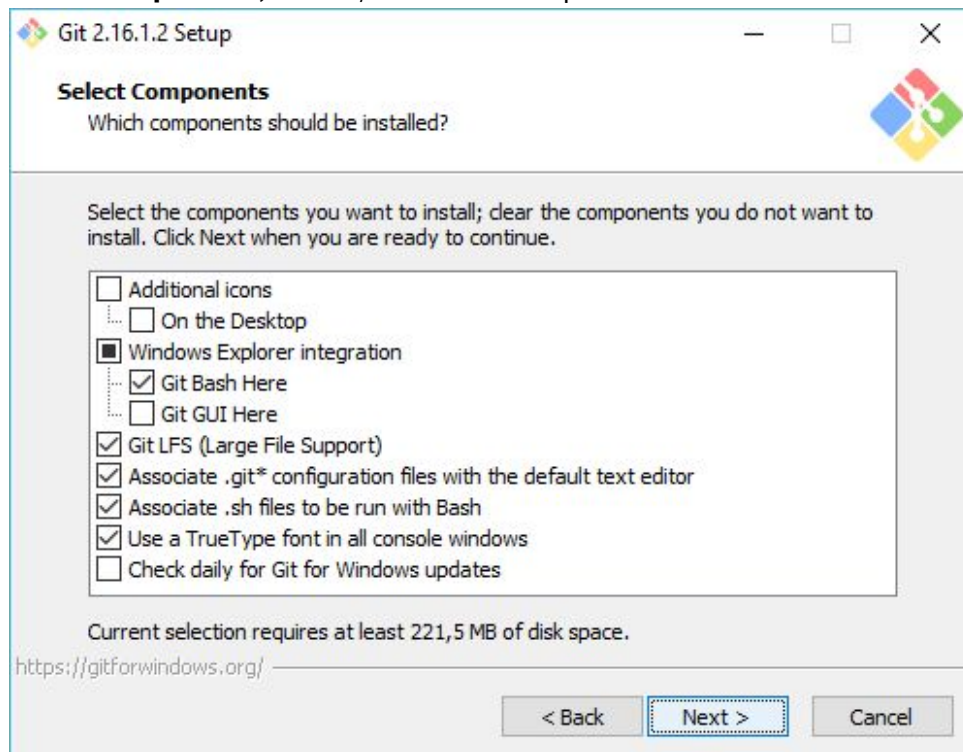 Git 2.16.1.2 Setup
Select Components
Which components should be installed?
Select the components you want to install; clear the components you do not want to
install. Click Next when you are ready to continue.
Additional icons
On the Desktop
Windows Explorer integration
Git Bash Here
Git GUI Here
Git LFS (Large File Support)
Associate .git* configuration files with the default text editor
Associate .sh files to be run with Bash
Use a TrueType font in all console windows
Check daily for Git for Windows updates
Current selection requires at least 221,5 MB of disk space.
https://gitforwindows.org/
< Back Next > Cancel